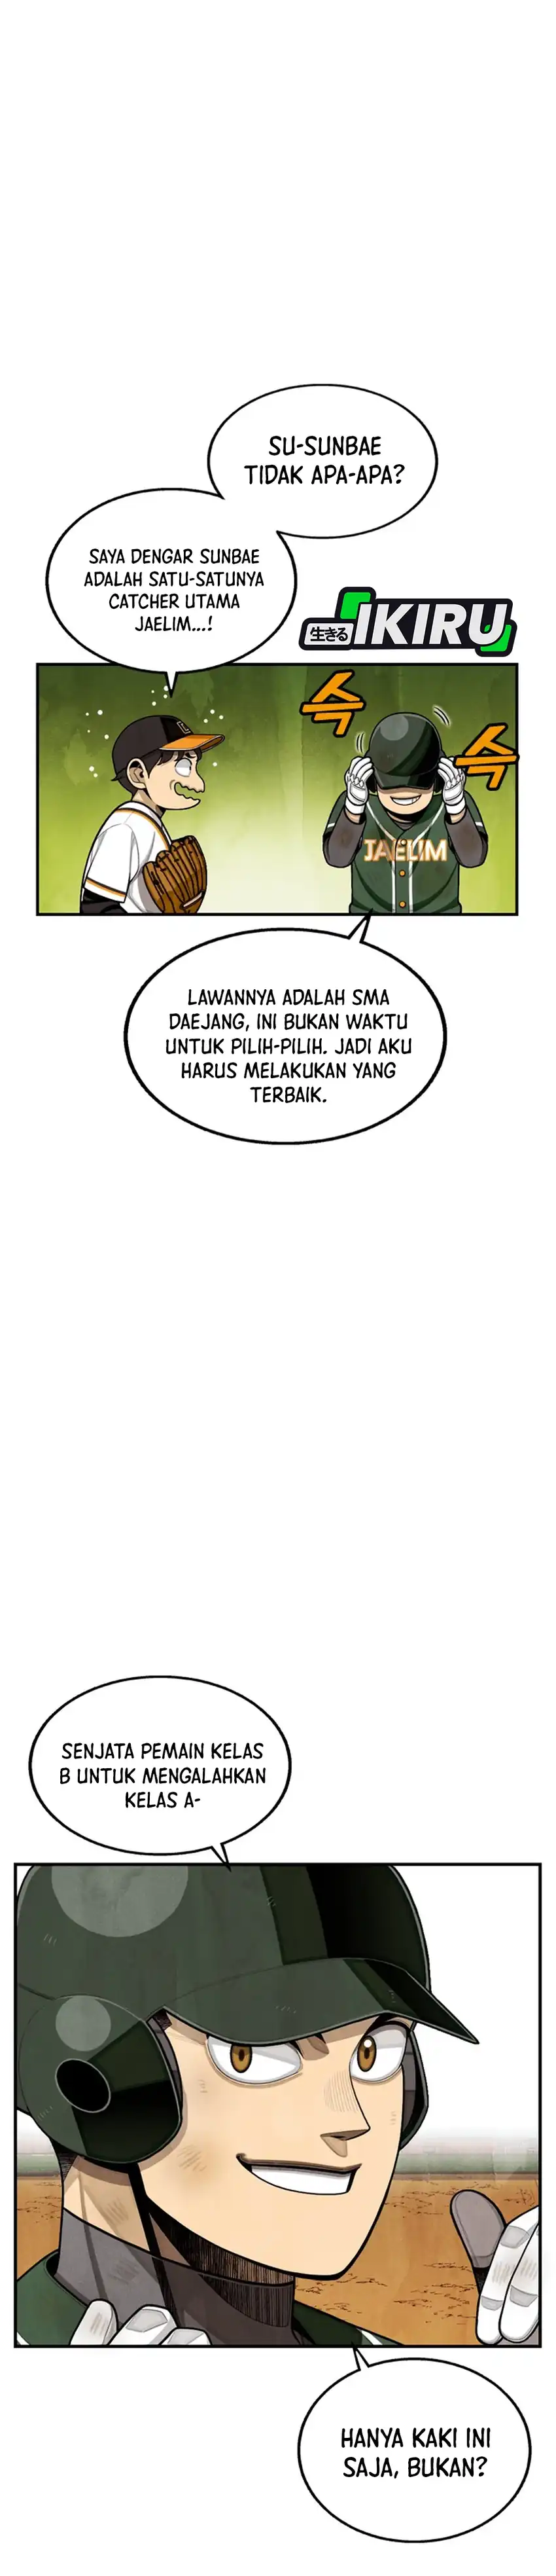 SU-SUNBAE
TIDAK APA-APA?
SAYA DENGAR SUNBAE
ADALAH SATU-SATUNYA
CATCHER UTAMA
JAELIM...!
生きる IKIRU
슥
슥
JAELIM
LAWANNYA ADALAH SMA
DAEJANG, INI BUKAN WAKTU
UNTUK PILIH-PILIH. JADI AKU
HARUS MELAKUKAN YANG
TERBAIK.
SENJATA PEMAIN KELAS
B UNTUK MENGALAHKAN
KELAS A-
HANYA KAKI INI
SAJA, BUKAN?